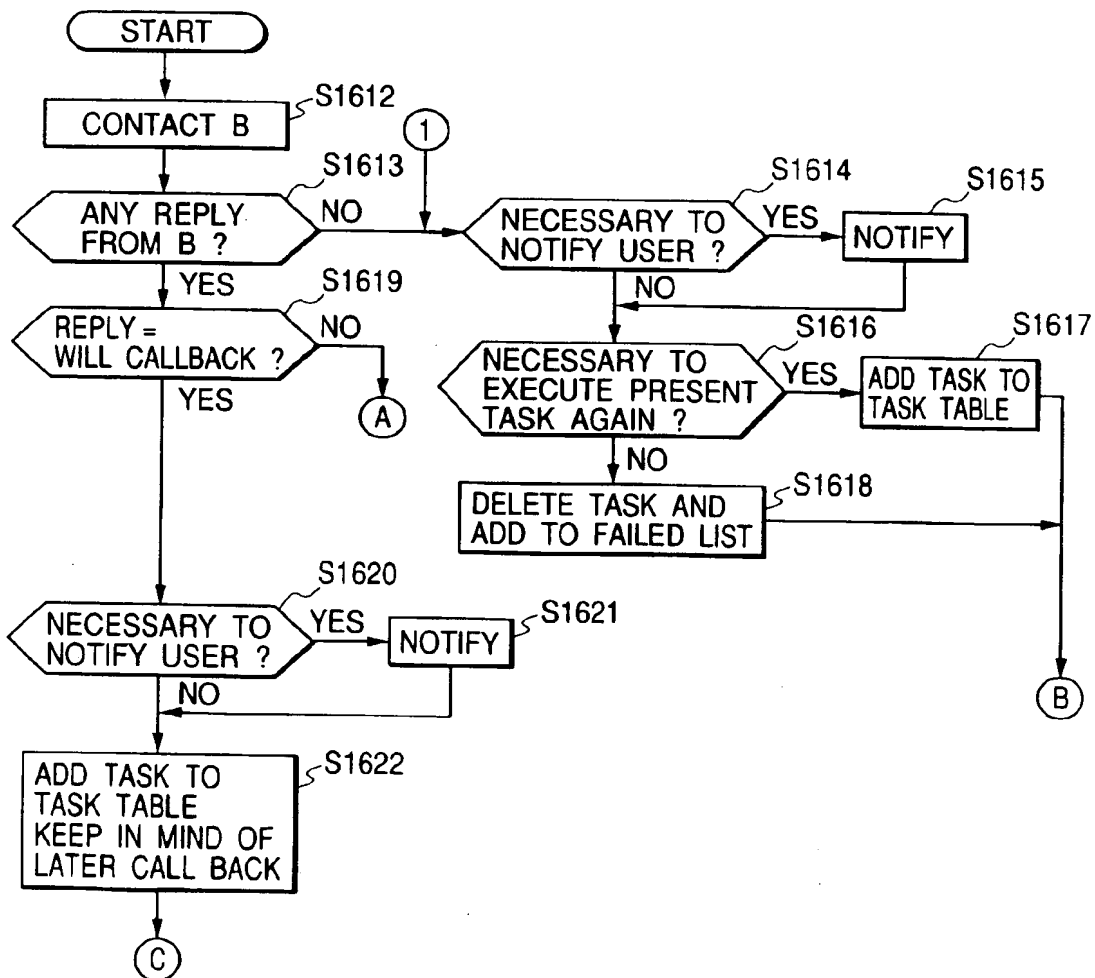 START
S1612
CONTACT B
1
S1613
ANY REPLY
FROM B ?
NO
S1614
NECESSARY TO
NOTIFY USER ?
YES
S1615
NOTIFY
YES
NO
S1619
REPLY =
WILL CALLBACK ?
NO
A
YES
S1616
NECESSARY TO
EXECUTE PRESENT
TASK AGAIN ?
YES
S1617
ADD TASK TO
TASK TABLE
NO
S1618
DELETE TASK AND
ADD TO FAILED LIST
B
S1620
NECESSARY TO
NOTIFY USER ?
YES
S1621
NOTIFY
NO
S1622
ADD TASK TO
TASK TABLE
KEEP IN MIND OF
LATER CALL BACK
C